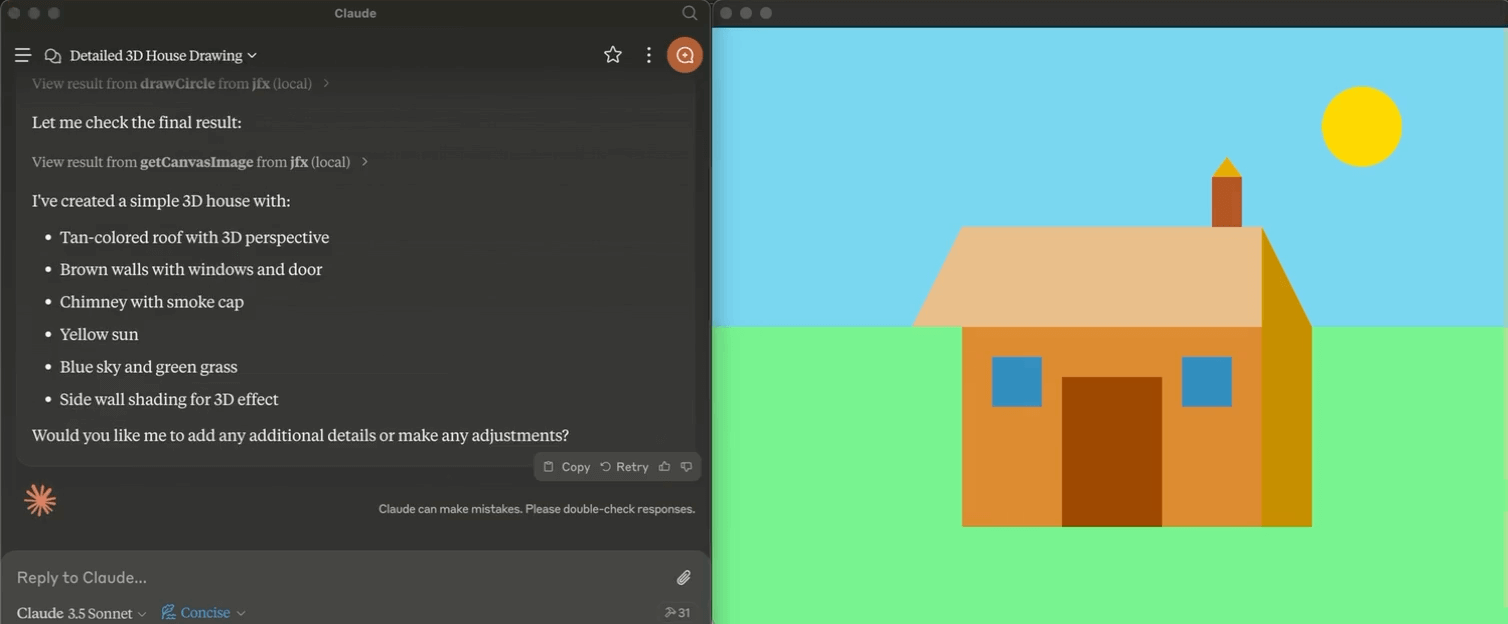 Claude
Detailed 3D House Drawing
View result from drawCircle from jfx (local)
Let me check the final result:
View result from getCanvasImage from jfx (local)
I've created a simple 3D house with:
• Tan-colored roof with 3D perspective
• Brown walls with windows and door
• Chimney with smoke cap
• Yellow sun
• Blue sky and green grass
• Side wall shading for 3D effect
Would you like me to add any additional details or make any adjustments?
Copy Retry
Claude can make mistakes. Please double-check responses.
Reply to Claude...
Claude 3.5 Sonnet Concise 31